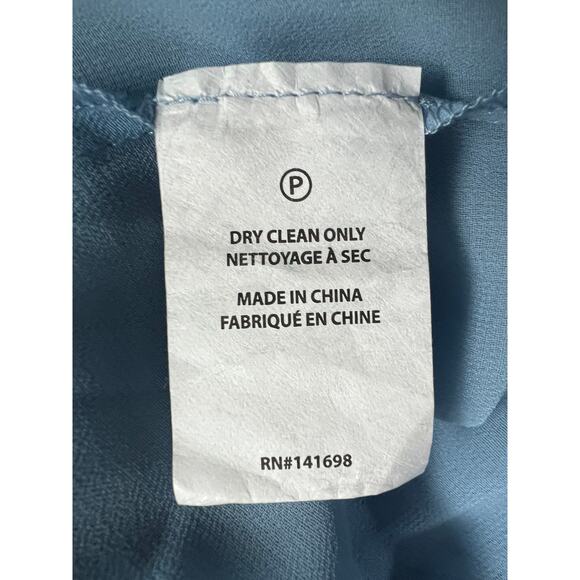 P
DRY CLEAN ONLY
NETTOYAGE À SEC
MADE IN CHINA
FABRIQUÉ EN CHINE
RN#141698